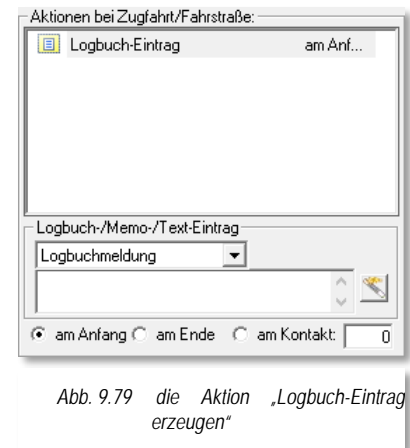 Aktionen bei Zugfahrt/Fahrstraße:
Logbuch-Eintrag am Anf...
Logbuch-/Memo-/Text-Eintrag
Logbuchmeldung
am Anfang am Ende am Kontakt: 0
Abb. 9.79 die Aktion „Logbuch-Eintrag
erzeugen“